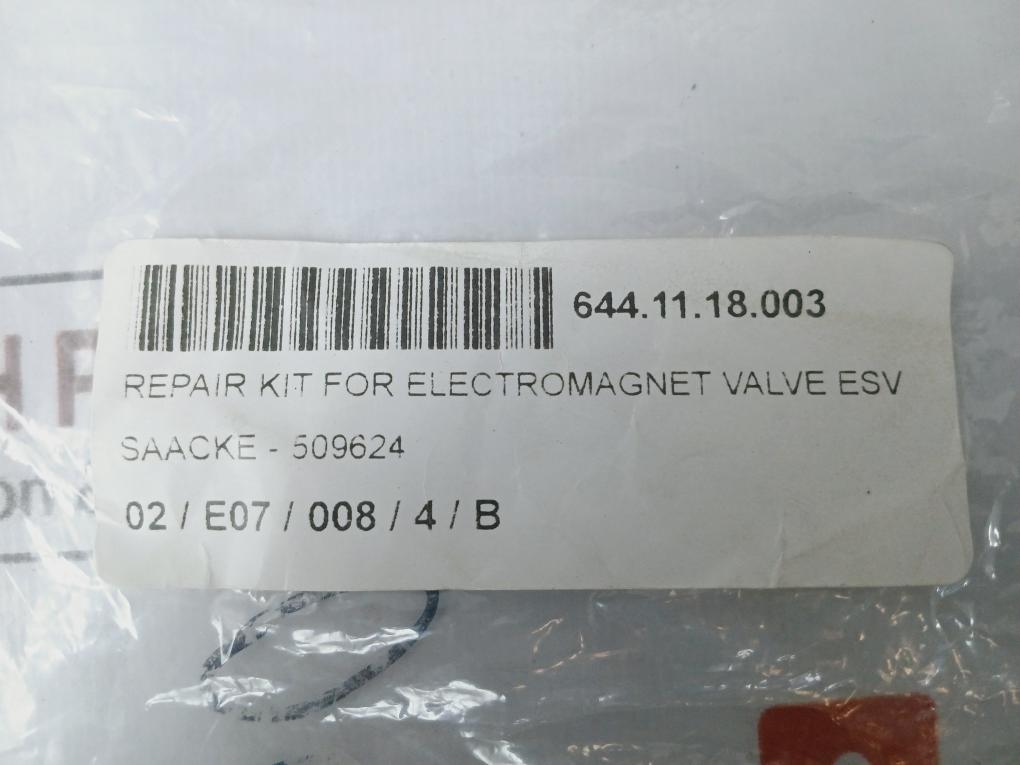 644.11.18.003
REPAIR KIT FOR ELECTROMAGNET VALVE ESV
SAACKE - 509624
02 / E07 / 008 / 4 / B